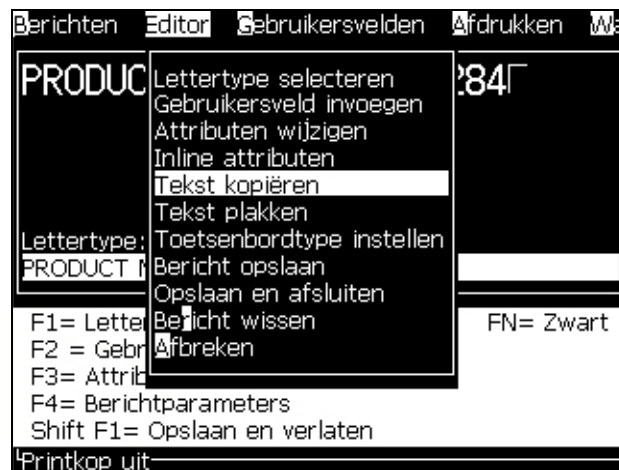 Berichten Editor Gebruikersvelden Afdrukken
PRODUC 284
Lettertype selecteren
Gebruikersveld invoegen
Attributen wijzigen
Inline attributen
Tekst kopiëren
Tekst plakken
Toetsenbordtype instellen
Bericht opslaan
Opslaan en afsluiten
Bericht wissen
Afbreken
Lettertype:
PRODUCT
F1= Lette FN= Zwart
F2 = Gebr
F3= Attrib
F4= Berichtparameters
Shift F1= Opslaan en verlaten
Printkop uit